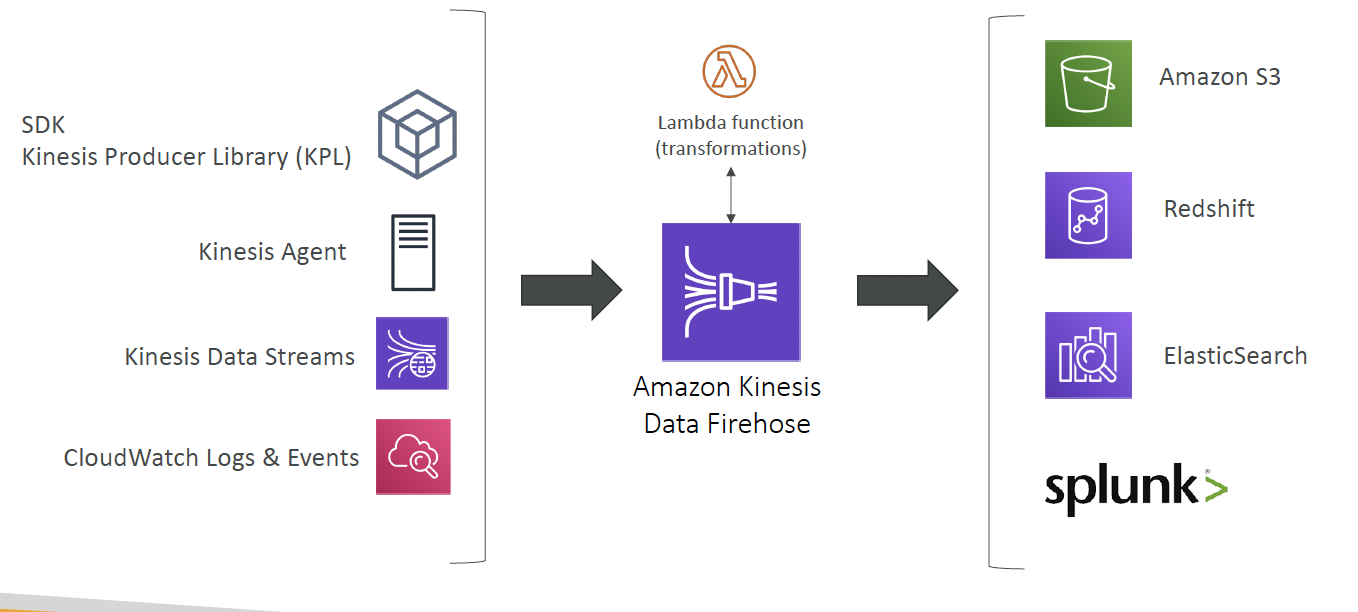 SDK
Kinesis Producer Library (KPL)
Kinesis Agent
Kinesis Data Streams
CloudWatch Logs & Events
Lambda function
(transformations)
Amazon Kinesis
Data Firehose
Amazon S3
Redshift
ElasticSearch
splunk>®